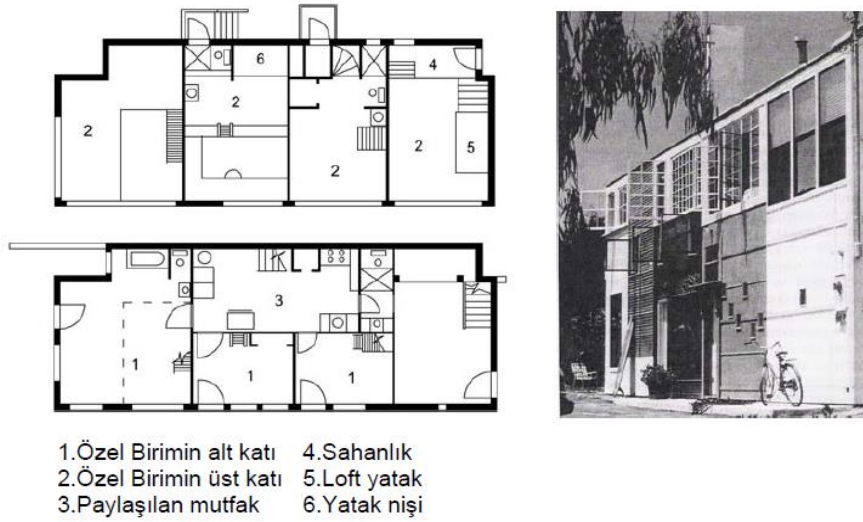 2 6 2 2 4 2 5
1 3 1 1
1.Özel Birimin alt katı 4.Sahanlık
2.Özel Birimin üst katı 5.Loft yatak
3.Paylaşılan mutfak 6.Yatak nişi